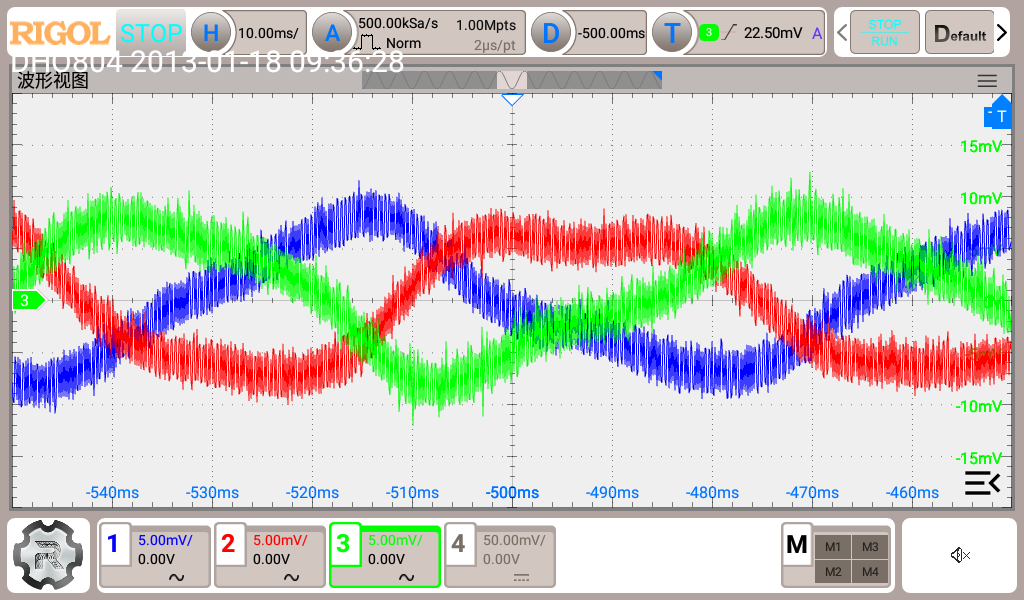 RIGOL STOP H 10.00ms/ A 500.00kSa/s 1.00Mpts D -500.00ms T 3 22.50mV A STOP Default
Norm 2μs/pt RUN
DHO804 2013-01-18 09:36:28
波形视图
T
15mV
10mV
3
-10mV
-15mV
-540ms -530ms -520ms -510ms -500ms -490ms -480ms -470ms -460ms
1 5.00mV/ 2 5.00mV/ 3 5.00mV/ 4 50.00mV/ M M1 M3
0.00V 0.00V 0.00V 0.00V M2 M4
R